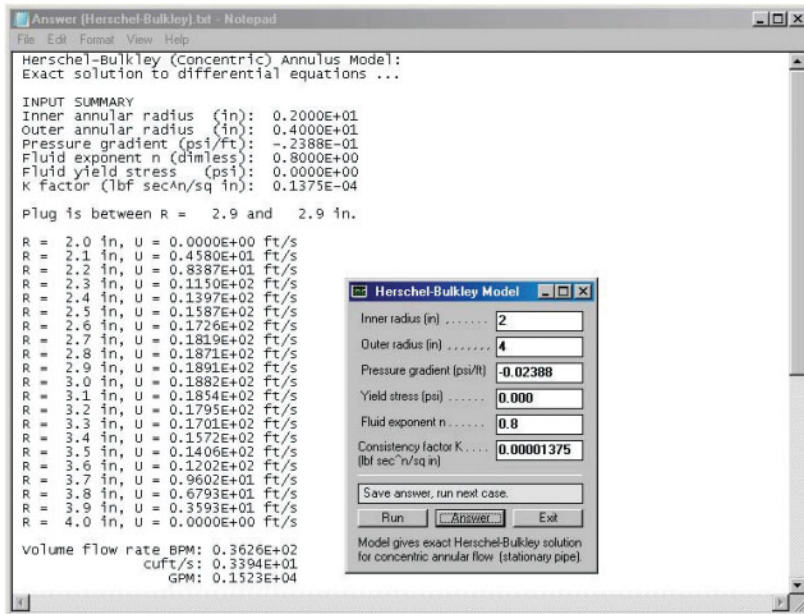 Answer (Herschel-Bulkley).txt - Notepad
File Edit Format View Help
Herschel-Bulkley (Concentric) Annulus Model:
Exact solution to differential equations ...
INPUT SUMMARY
Inner annular radius (in): 0.2000E+01
Outer annular radius (in): 0.4000E+01
Pressure gradient (psi/ft): -.2388E-01
Fluid exponent n (dimless): 0.8000E+00
Fluid yield stress (psi): 0.0000E+00
K factor (lbf sec^n/sq in): 0.1375E-04
Plug is between R = 2.9 and 2.9 in.
R = 2.0 in, U = 0.0000E+00 ft/s
R = 2.1 in, U = 0.4580E+01 ft/s
R = 2.2 in, U = 0.8387E+01 ft/s
R = 2.3 in, U = 0.1150E+02 ft/s
R = 2.4 in, U = 0.1397E+02 ft/s
R = 2.5 in, U = 0.1587E+02 ft/s
R = 2.6 in, U = 0.1726E+02 ft/s
R = 2.7 in, U = 0.1819E+02 ft/s
R = 2.8 in, U = 0.1871E+02 ft/s
R = 2.9 in, U = 0.1891E+02 ft/s
R = 3.0 in, U = 0.1882E+02 ft/s
R = 3.1 in, U = 0.1854E+02 ft/s
R = 3.2 in, U = 0.1795E+02 ft/s
R = 3.3 in, U = 0.1701E+02 ft/s
R = 3.4 in, U = 0.1572E+02 ft/s
R = 3.5 in, U = 0.1406E+02 ft/s
R = 3.6 in, U = 0.1202E+02 ft/s
R = 3.7 in, U = 0.9602E+01 ft/s
R = 3.8 in, U = 0.6793E+01 ft/s
R = 3.9 in, U = 0.3593E+01 ft/s
R = 4.0 in, U = 0.0000E+00 ft/s
Volume flow rate BPM: 0.3626E+02
cuft/s: 0.3394E+01
GPM: 0.1523E+04
Herschel-Bulkley Model
Inner radius (in) ....... 2
Outer radius (in) ....... 4
Pressure gradient (psi/ft) -0.02388
Yield stress (psi) ...... 0.000
Fluid exponent n ...... 0.8
Consistency factor K .... 0.00001375
(lbf sec^n/sq in)
Save answer, run next case.
Run Answer Exit
Model gives exact Herschel-Bulkley solution
for concentric annular flow (stationary pipe).